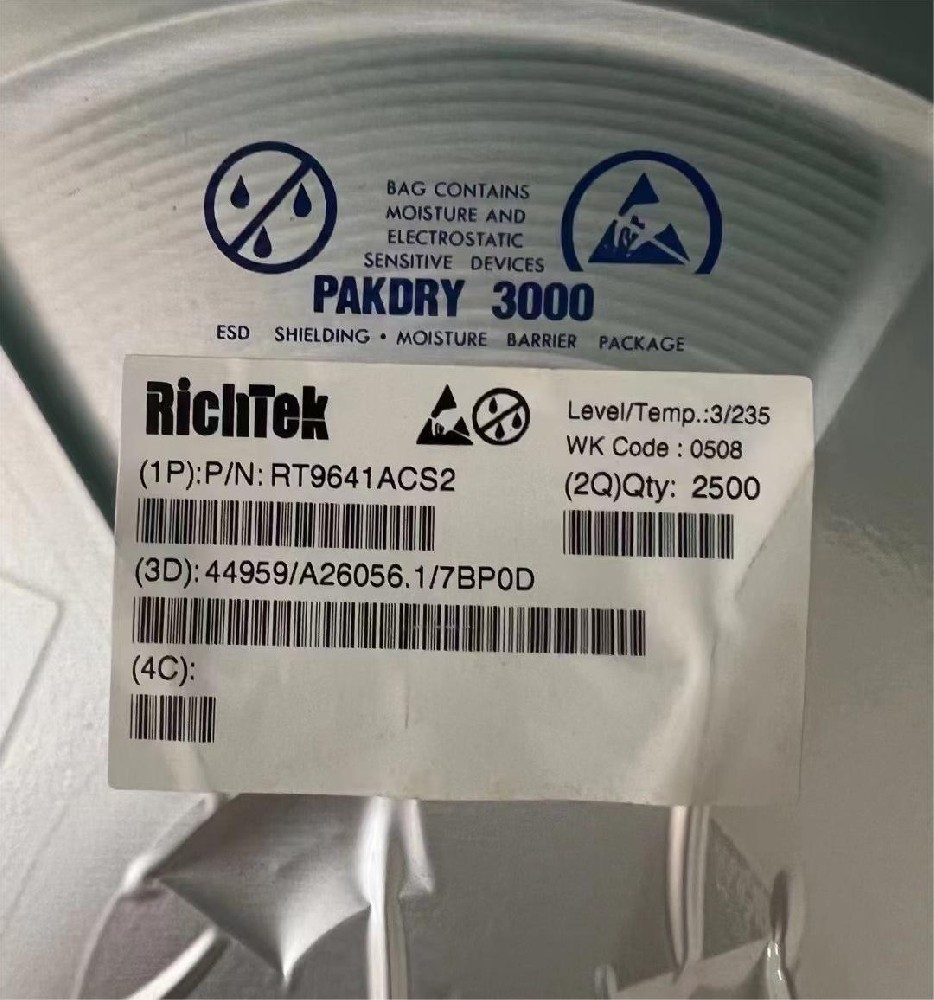 BAG CONTAINS
MOISTURE AND
ELECTROSTATIC
SENSITIVE DEVICES
PAKDRY 3000
ESD SHIELDING • MOISTURE BARRIER PACKAGE
RichTek
Level/Temp.:3/235
WK Code : 0508
(1P):P/N: RT9641ACS2
(2Q)Qty: 2500
(3D): 44959/A26056.1/7BP0D
(4C):